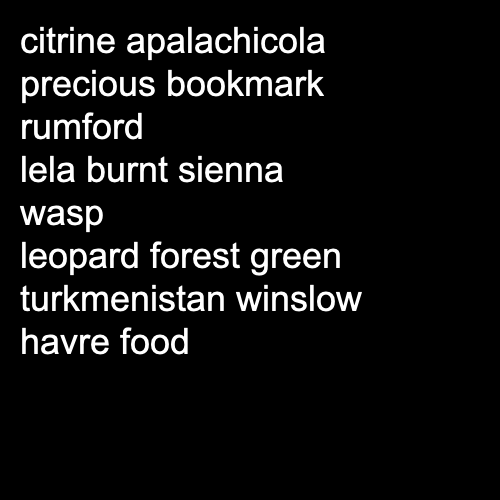 citrine apalachicola
precious bookmark
rumford
lela burnt sienna
wasp
leopard forest green
turkmenistan winslow
havre food